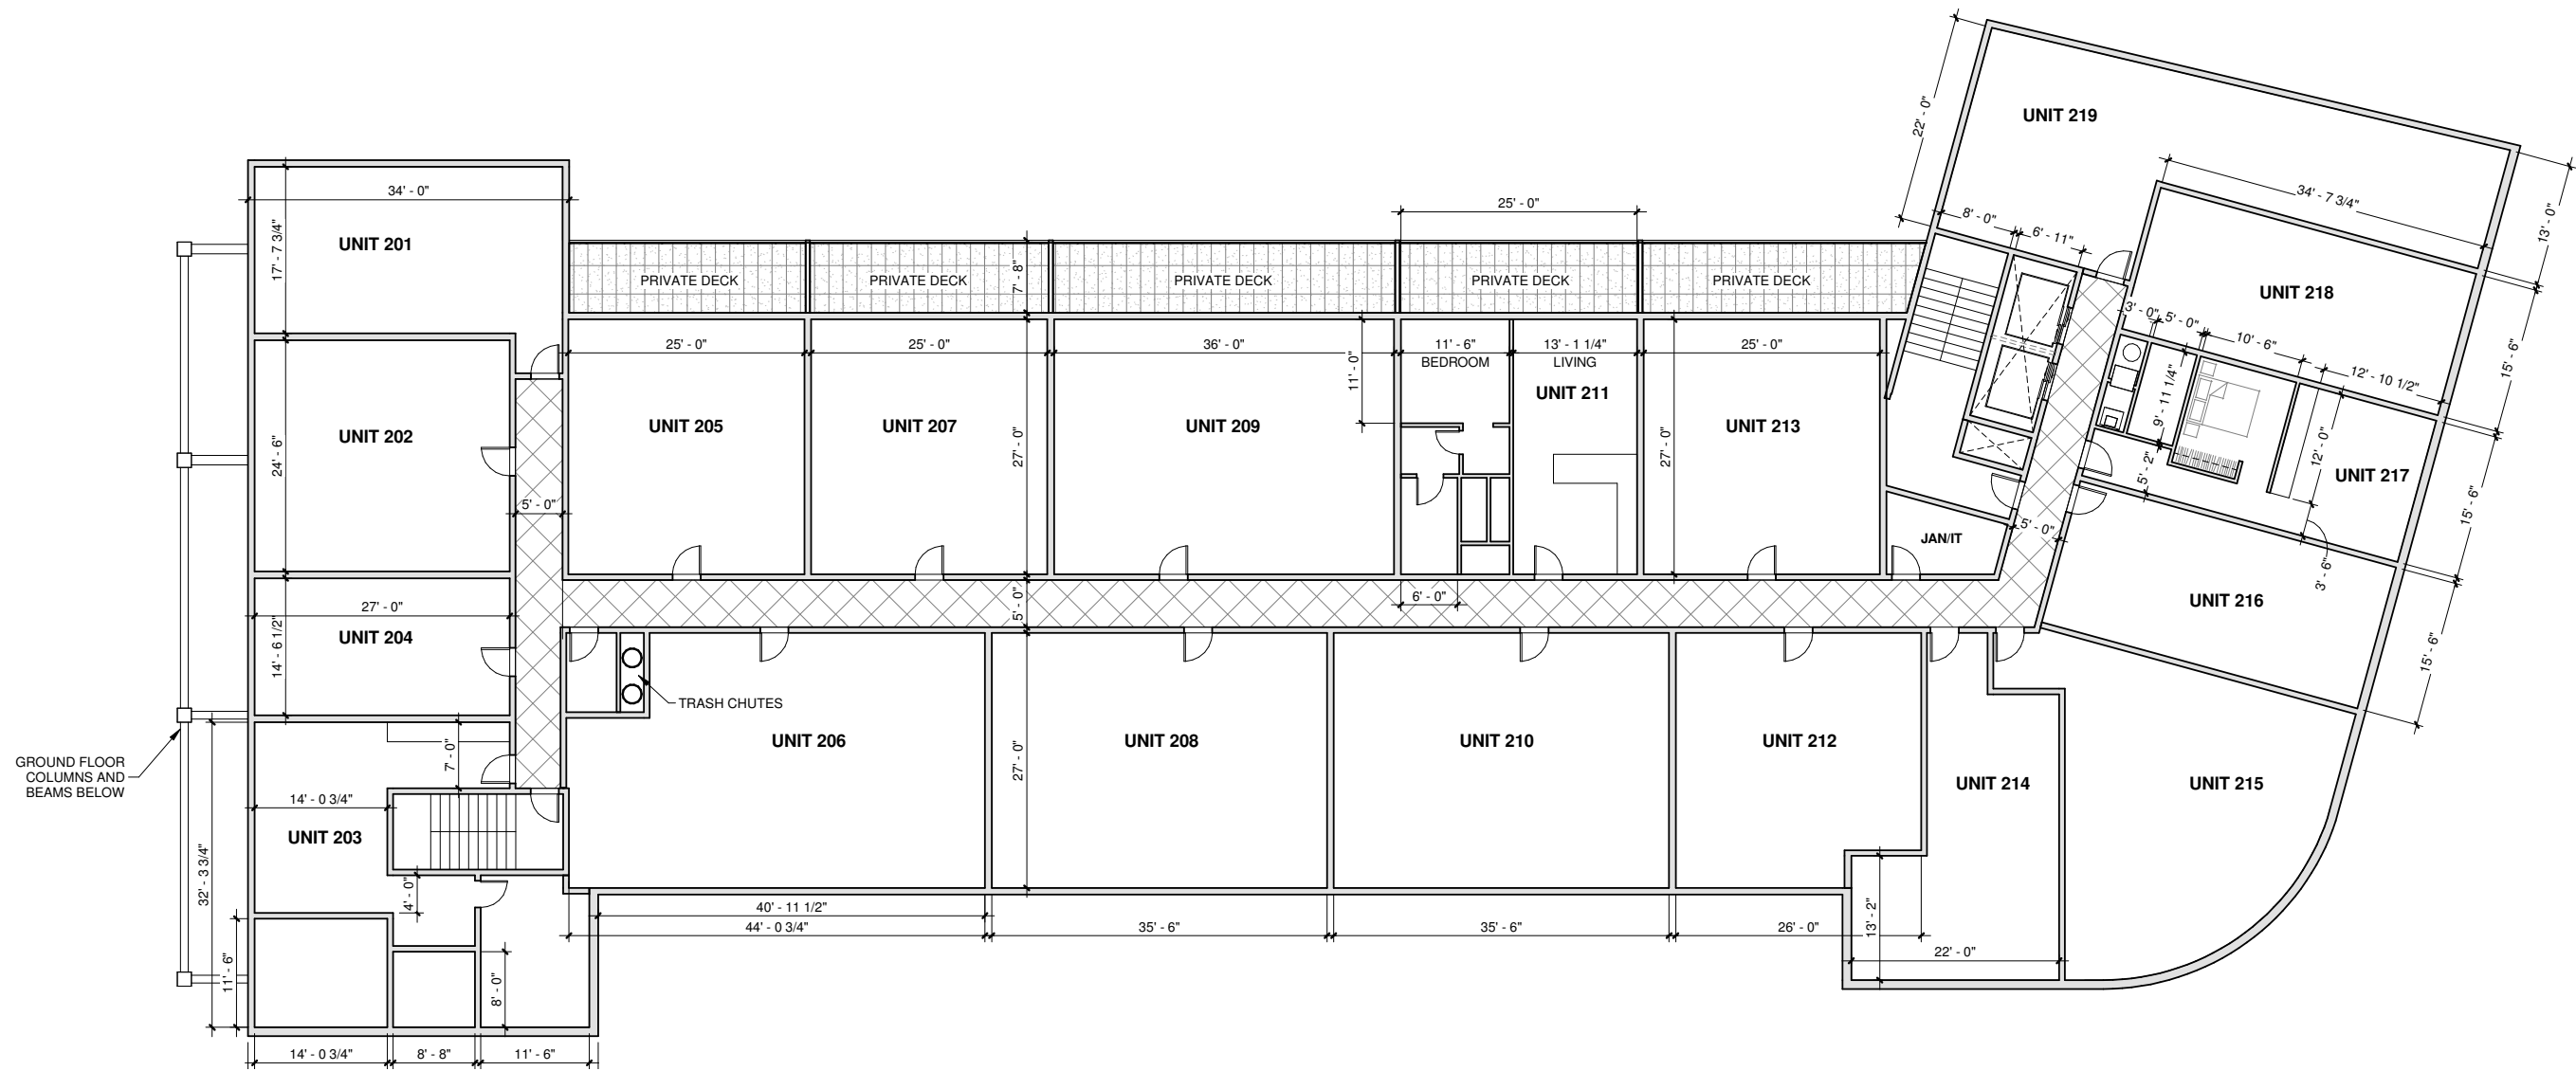 UNIT 219
22' - 0"
34' - 7 3/4"
13' - 0"
34' - 0"
25' - 0"
8' - 0"
6' - 11"
UNIT 201
17' - 7 3/4"
PRIVATE DECK
PRIVATE DECK
7' - 8"
PRIVATE DECK
PRIVATE DECK
PRIVATE DECK
UNIT 218
3' - 0"
5' - 0"
10' - 6"
12' - 10 1/2"
15' - 6"
25' - 0"
25' - 0"
36' - 0"
11' - 0"
11' - 6"
BEDROOM
13' - 1 1/4"
LIVING
25' - 0"
UNIT 211
9' - 11 1/4"
UNIT 202
24' - 6"
UNIT 205
UNIT 207
27' - 0"
UNIT 209
27' - 0"
UNIT 213
12' - 0"
5' - 2"
UNIT 217
15' - 6"
5' - 0"
5' - 0"
JAN/IT
3' - 6"
27' - 0"
14' - 6 1/2"
UNIT 204
5' - 0"
6' - 0"
UNIT 216
15' - 6"
TRASH CHUTES
UNIT 206
27' - 0"
UNIT 208
UNIT 210
UNIT 212
GROUND FLOOR
COLUMNS AND
BEAMS BELOW
7' - 0"
14' - 0 3/4"
UNIT 203
UNIT 214
UNIT 215
32' - 3 3/4"
4' - 0"
40' - 11 1/2"
44' - 0 3/4"
35' - 6"
35' - 6"
26' - 0"
13' - 2"
22' - 0"
11' - 6"
8' - 0"
14' - 0 3/4"
8' - 8"
11' - 6"